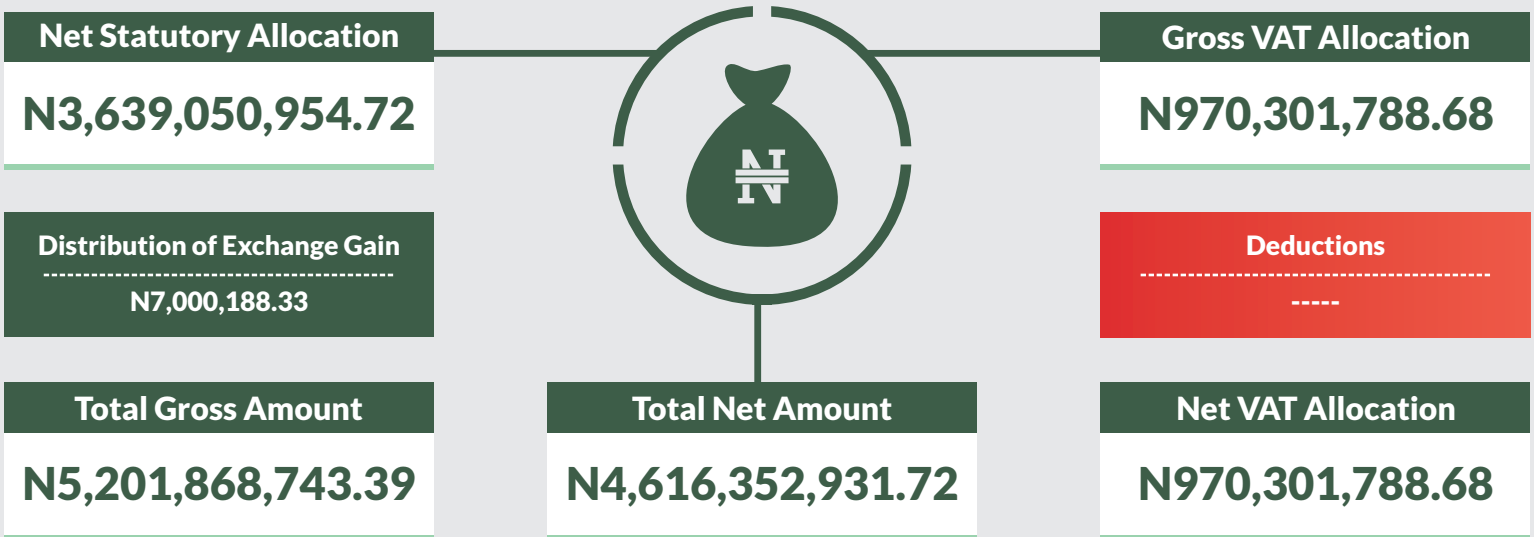 Net Statutory Allocation
N3,639,050,954.72
Gross VAT Allocation
N970,301,788.68
₦
Distribution of Exchange Gain
N7,000,188.33
Deductions
-----
Total Gross Amount
N5,201,868,743.39
Total Net Amount
N4,616,352,931.72
Net VAT Allocation
N970,301,788.68